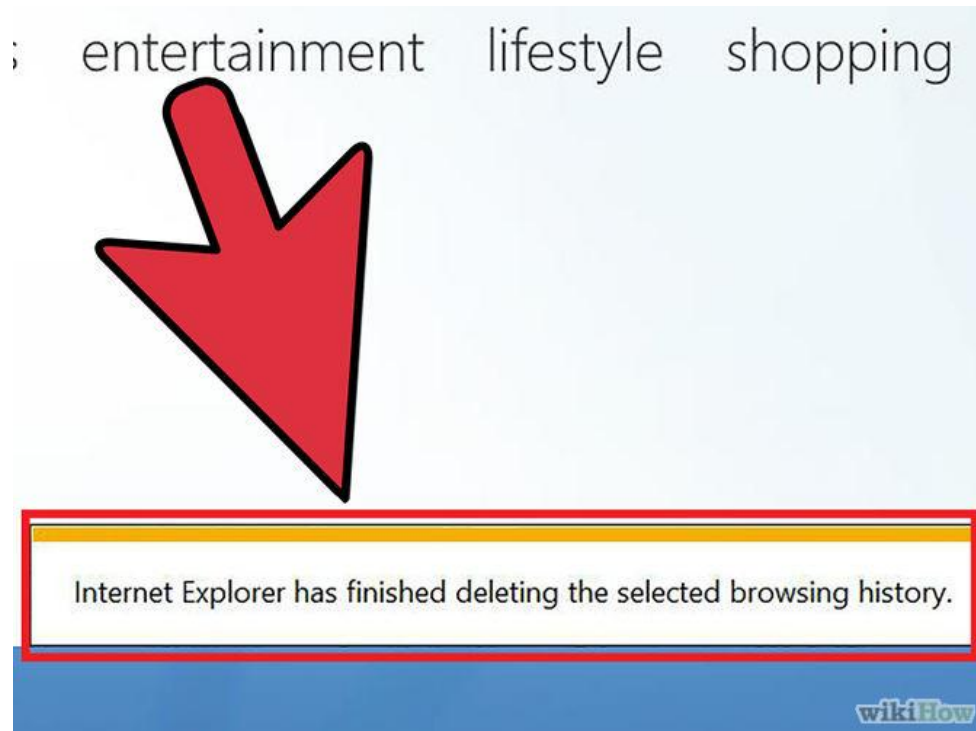 s entertainment lifestyle shopping
Internet Explorer has finished deleting the selected browsing history.
wikiHow